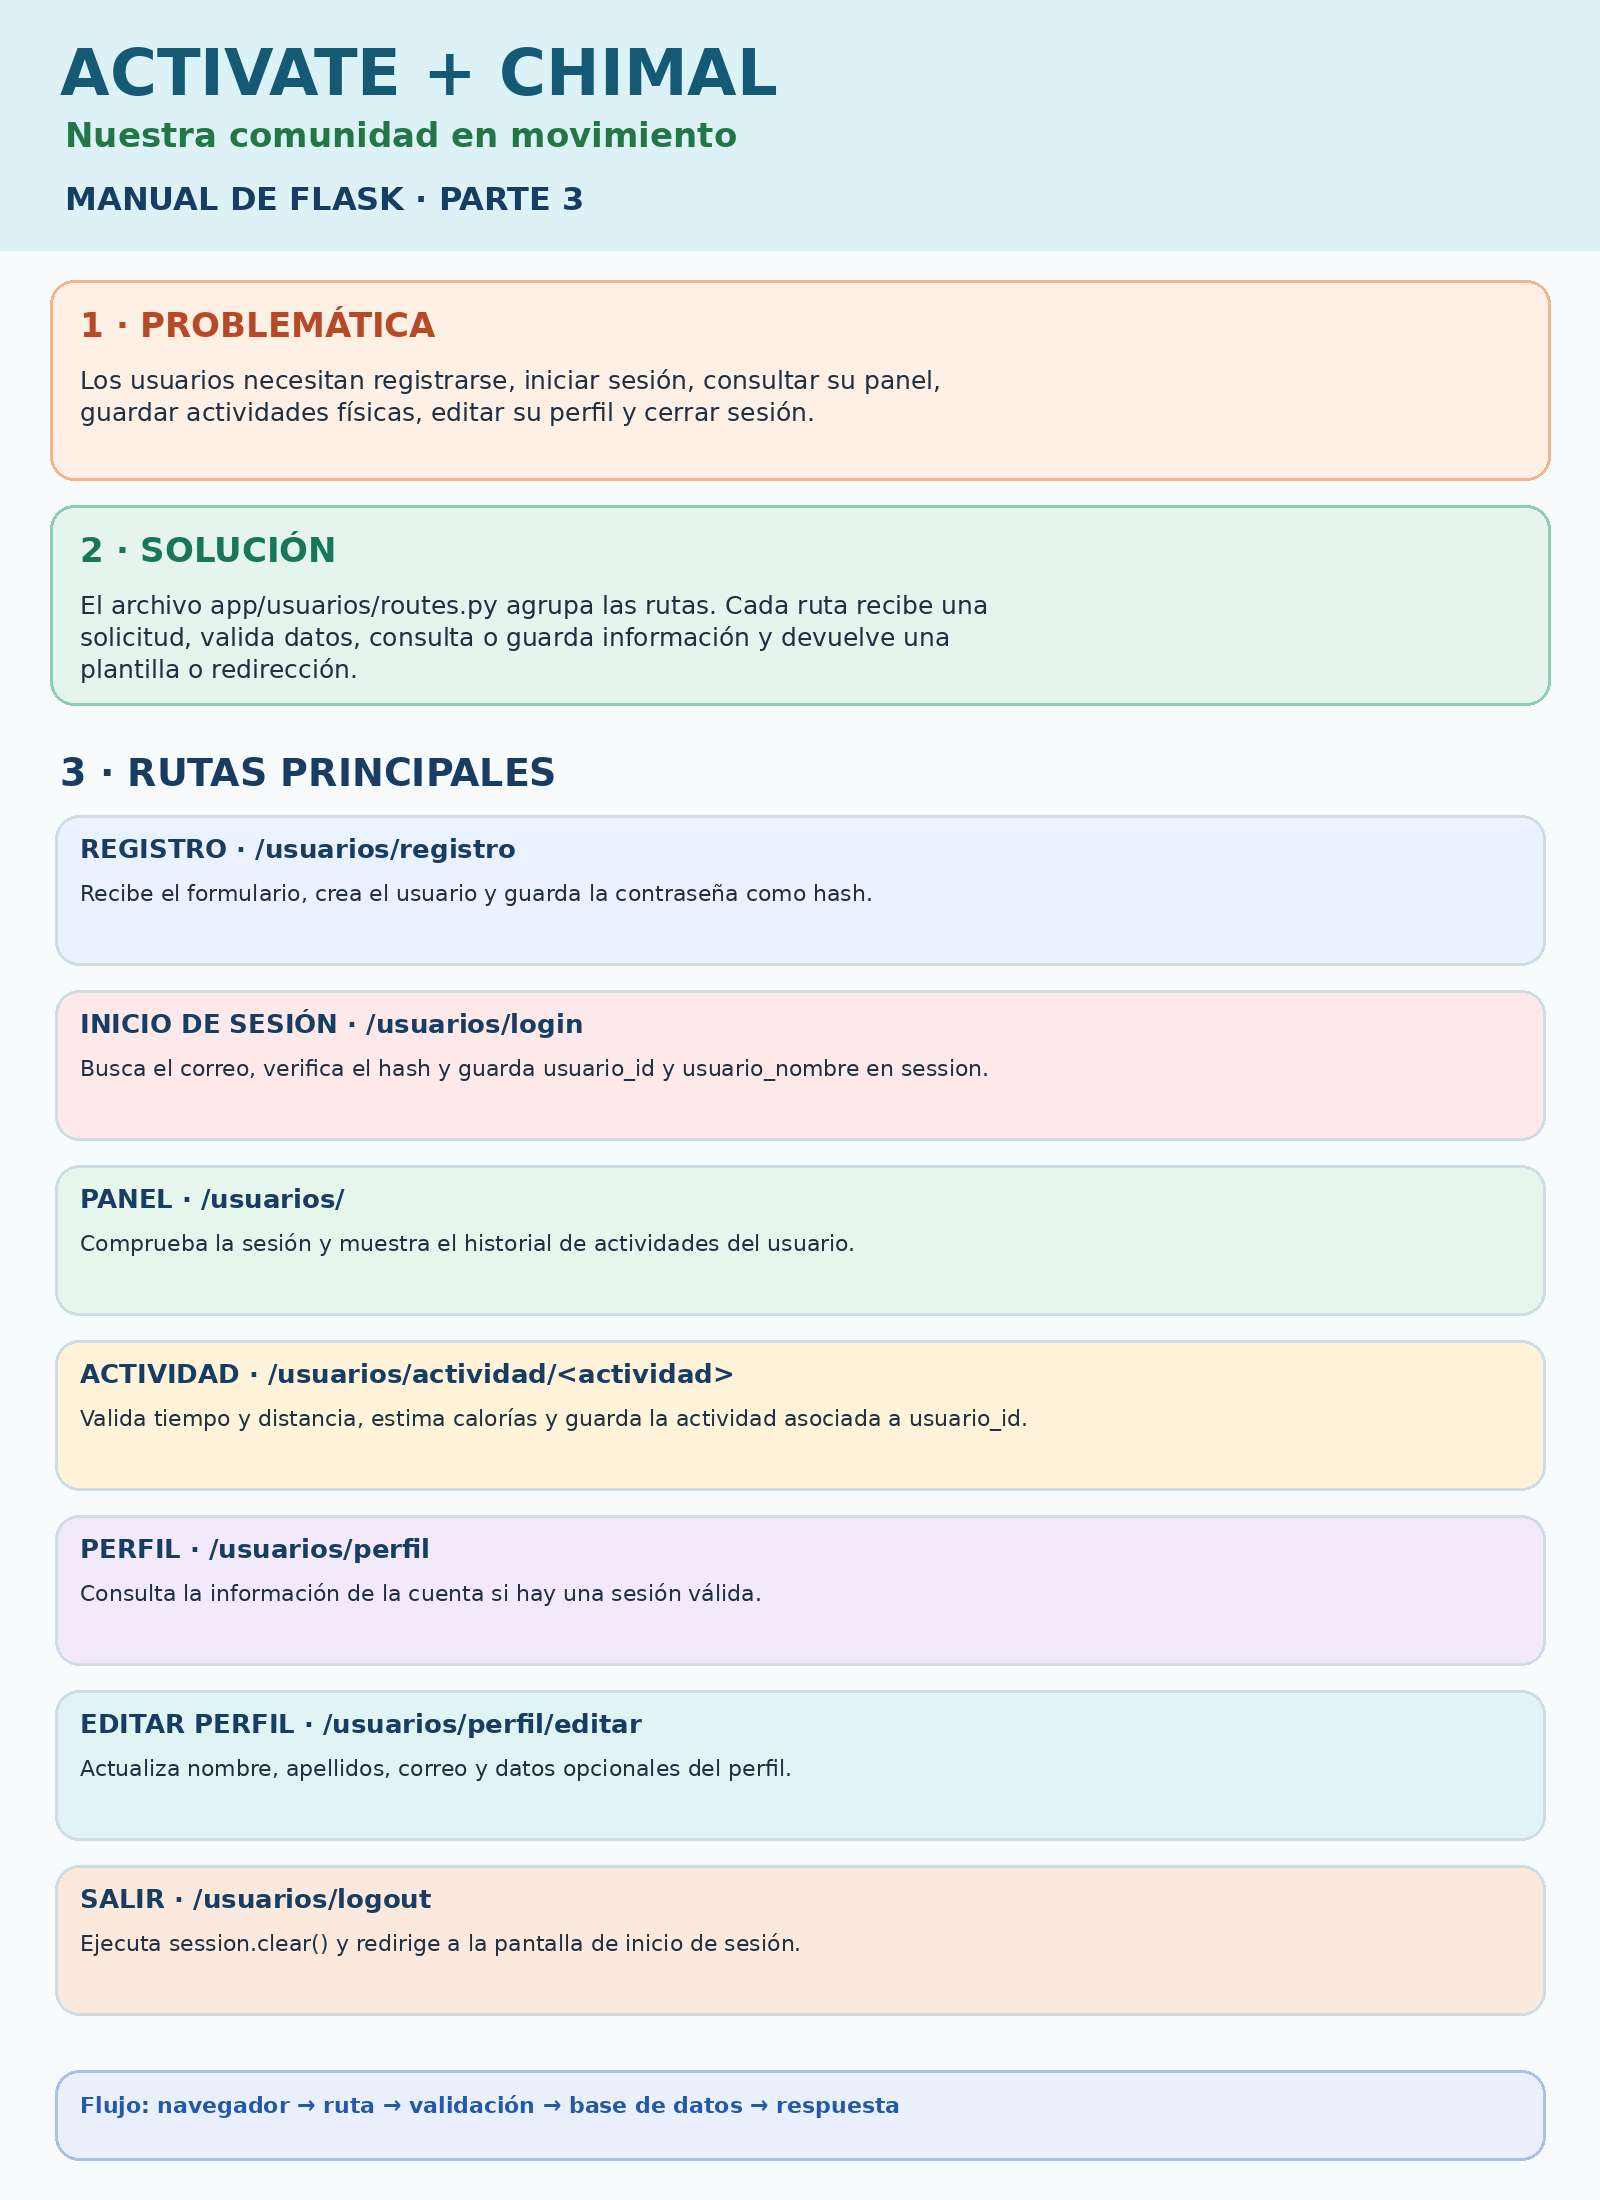 ACTIVATE + CHIMAL
Nuestra comunidad en movimiento
MANUAL DE FLASK · PARTE 3
1 · PROBLEMÁTICA
Los usuarios necesitan registrarse, iniciar sesión, consultar su panel,
guardar actividades físicas, editar su perfil y cerrar sesión.
2 · SOLUCIÓN
El archivo app/usuarios/routes.py agrupa las rutas. Cada ruta recibe una
solicitud, valida datos, consulta o guarda información y devuelve una
plantilla o redirección.
3 · RUTAS PRINCIPALES
REGISTRO · /usuarios/registro
Recibe el formulario, crea el usuario y guarda la contraseña como hash.
INICIO DE SESIÓN · /usuarios/login
Busca el correo, verifica el hash y guarda usuario_id y usuario_nombre en session.
PANEL · /usuarios/
Comprueba la sesión y muestra el historial de actividades del usuario.
ACTIVIDAD · /usuarios/actividad/<actividad>
Valida tiempo y distancia, estima calorías y guarda la actividad asociada a usuario_id.
PERFIL · /usuarios/perfil
Consulta la información de la cuenta si hay una sesión válida.
EDITAR PERFIL · /usuarios/perfil/editar
Actualiza nombre, apellidos, correo y datos opcionales del perfil.
SALIR · /usuarios/logout
Ejecuta session.clear() y redirige a la pantalla de inicio de sesión.
Flujo: navegador → ruta → validación → base de datos → respuesta